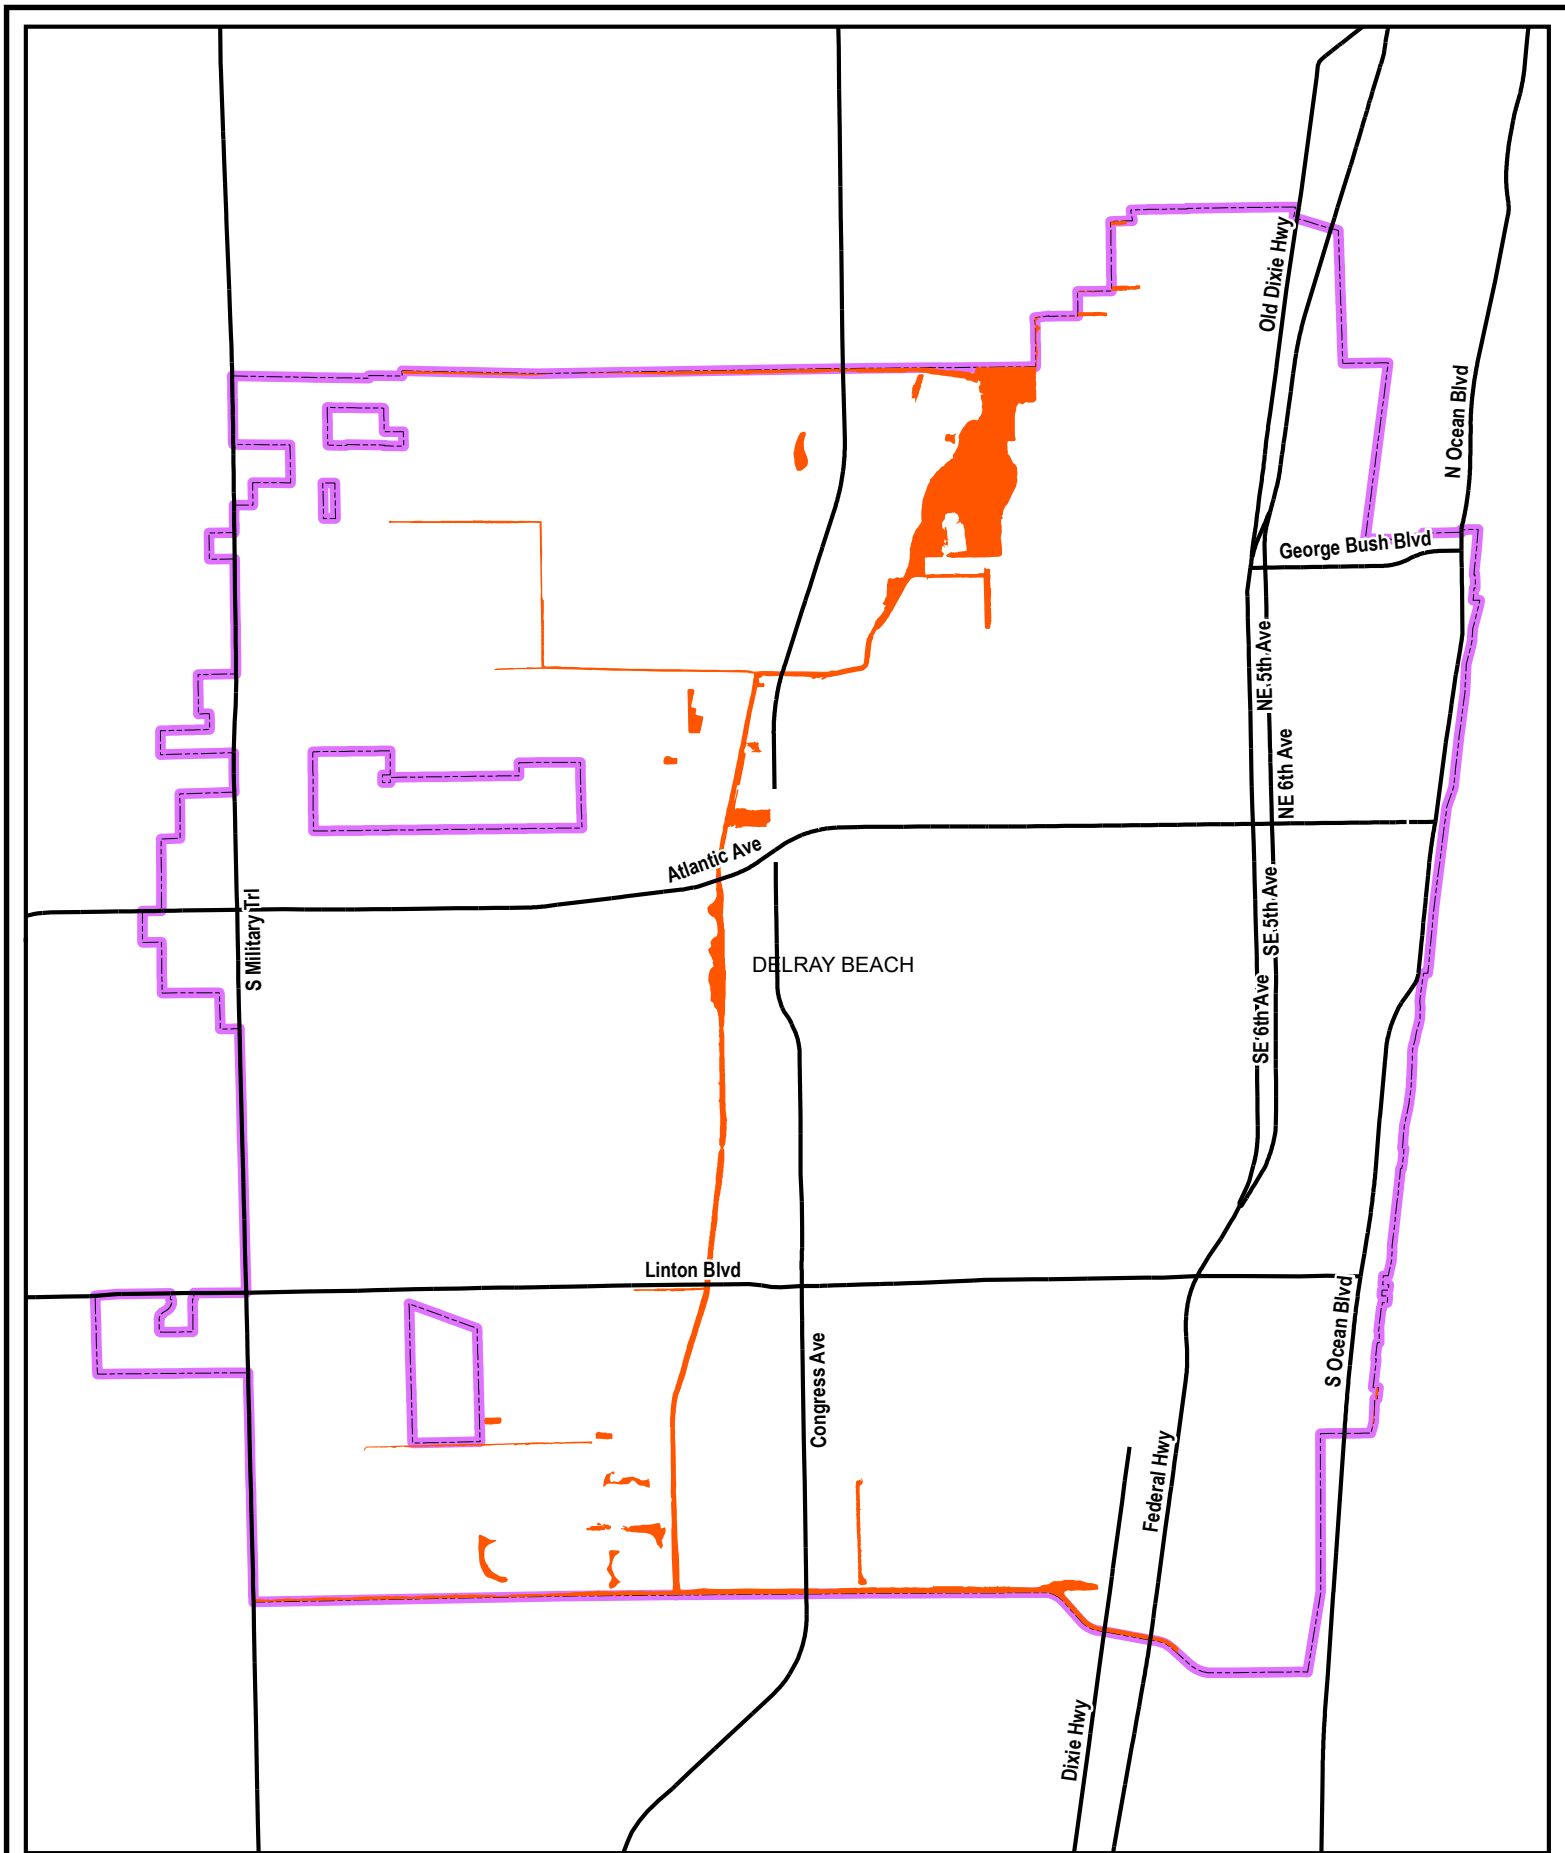 Old Dixie Hwy
N Ocean Blvd
George Bush Blvd
NE 5th Ave
NE 6th Ave
Atlantic Ave
SE 5th Ave
S Military Trl
DELRAY BEACH
SE 6th Ave
Linton Blvd
S Ocean Blvd
Congress Ave
Federal Hwy
Dixie Hwy